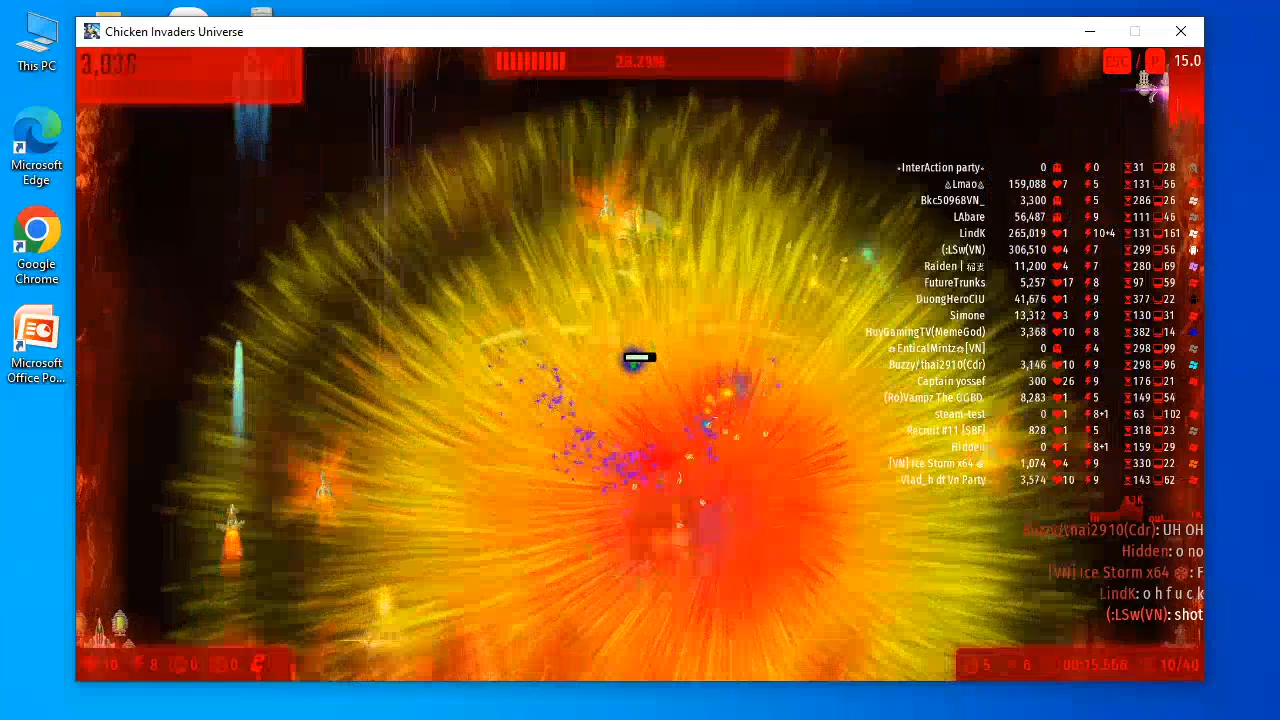 This PC
Microsoft
Edge
Google
Chrome
Microsoft
Office Po...
Chicken Invaders Universe
3,836
23.29%
ESC / P 15.0
InterAction party 0 0 31 28
Lmao 159,088 7 5 131 56
Bkc50968VN_ 3,300 5 286 26
LAbare 56,487 9 111 46
LindK 265,019 1 10+4 131 161
(:LSw(VN) 306,510 4 7 299 56
Raiden | 稲妻 11,200 4 7 280 69
FutureTrunks 5,257 17 8 97 59
DuongHeroCIU 41,676 1 9 377 22
Simone 13,312 3 9 130 31
HuyGamingTV(MemeGod) 3,368 10 8 382 14
EnticalMintz [VN] 0 4 298 99
Buzzy/thai2910(Cdr) 3,146 10 9 298 96
Captain yossef 300 26 9 176 21
(Ro)Vampz The GGBD. 8,283 1 5 149 54
steam-test 0 1 8+1 63 102
Recruit #11 [SBF] 828 1 5 318 23
Hidden 0 1 8+1 159 29
[VN] Ice Storm x64 1,074 4 9 330 22
Vlad_h dt Vn Party 3,574 10 9 143 62
in out
Buzzy/thai2910(Cdr): UH OH
Hidden: o no
[VN] Ice Storm x64 : F
LindK: o h f u c k
(:LSw(VN): shot
10 8 0 0
5 6 00:15.566 10/40